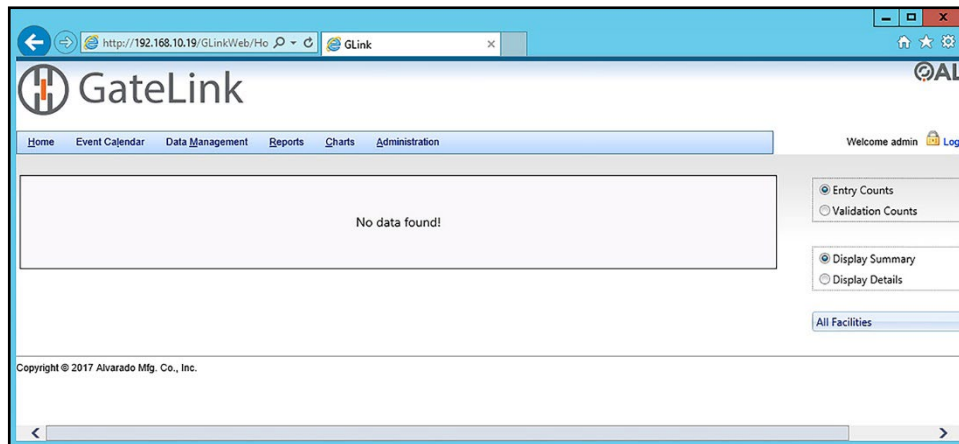 http://192.168.10.19/GLinkWeb/Ho
GLink
GateLink
AL
Home Event Calendar Data Management Reports Charts Administration
Welcome admin Log
No data found!
Entry Counts
Validation Counts
Display Summary
Display Details
All Facilities
Copyright © 2017 Alvarado Mfg. Co., Inc.